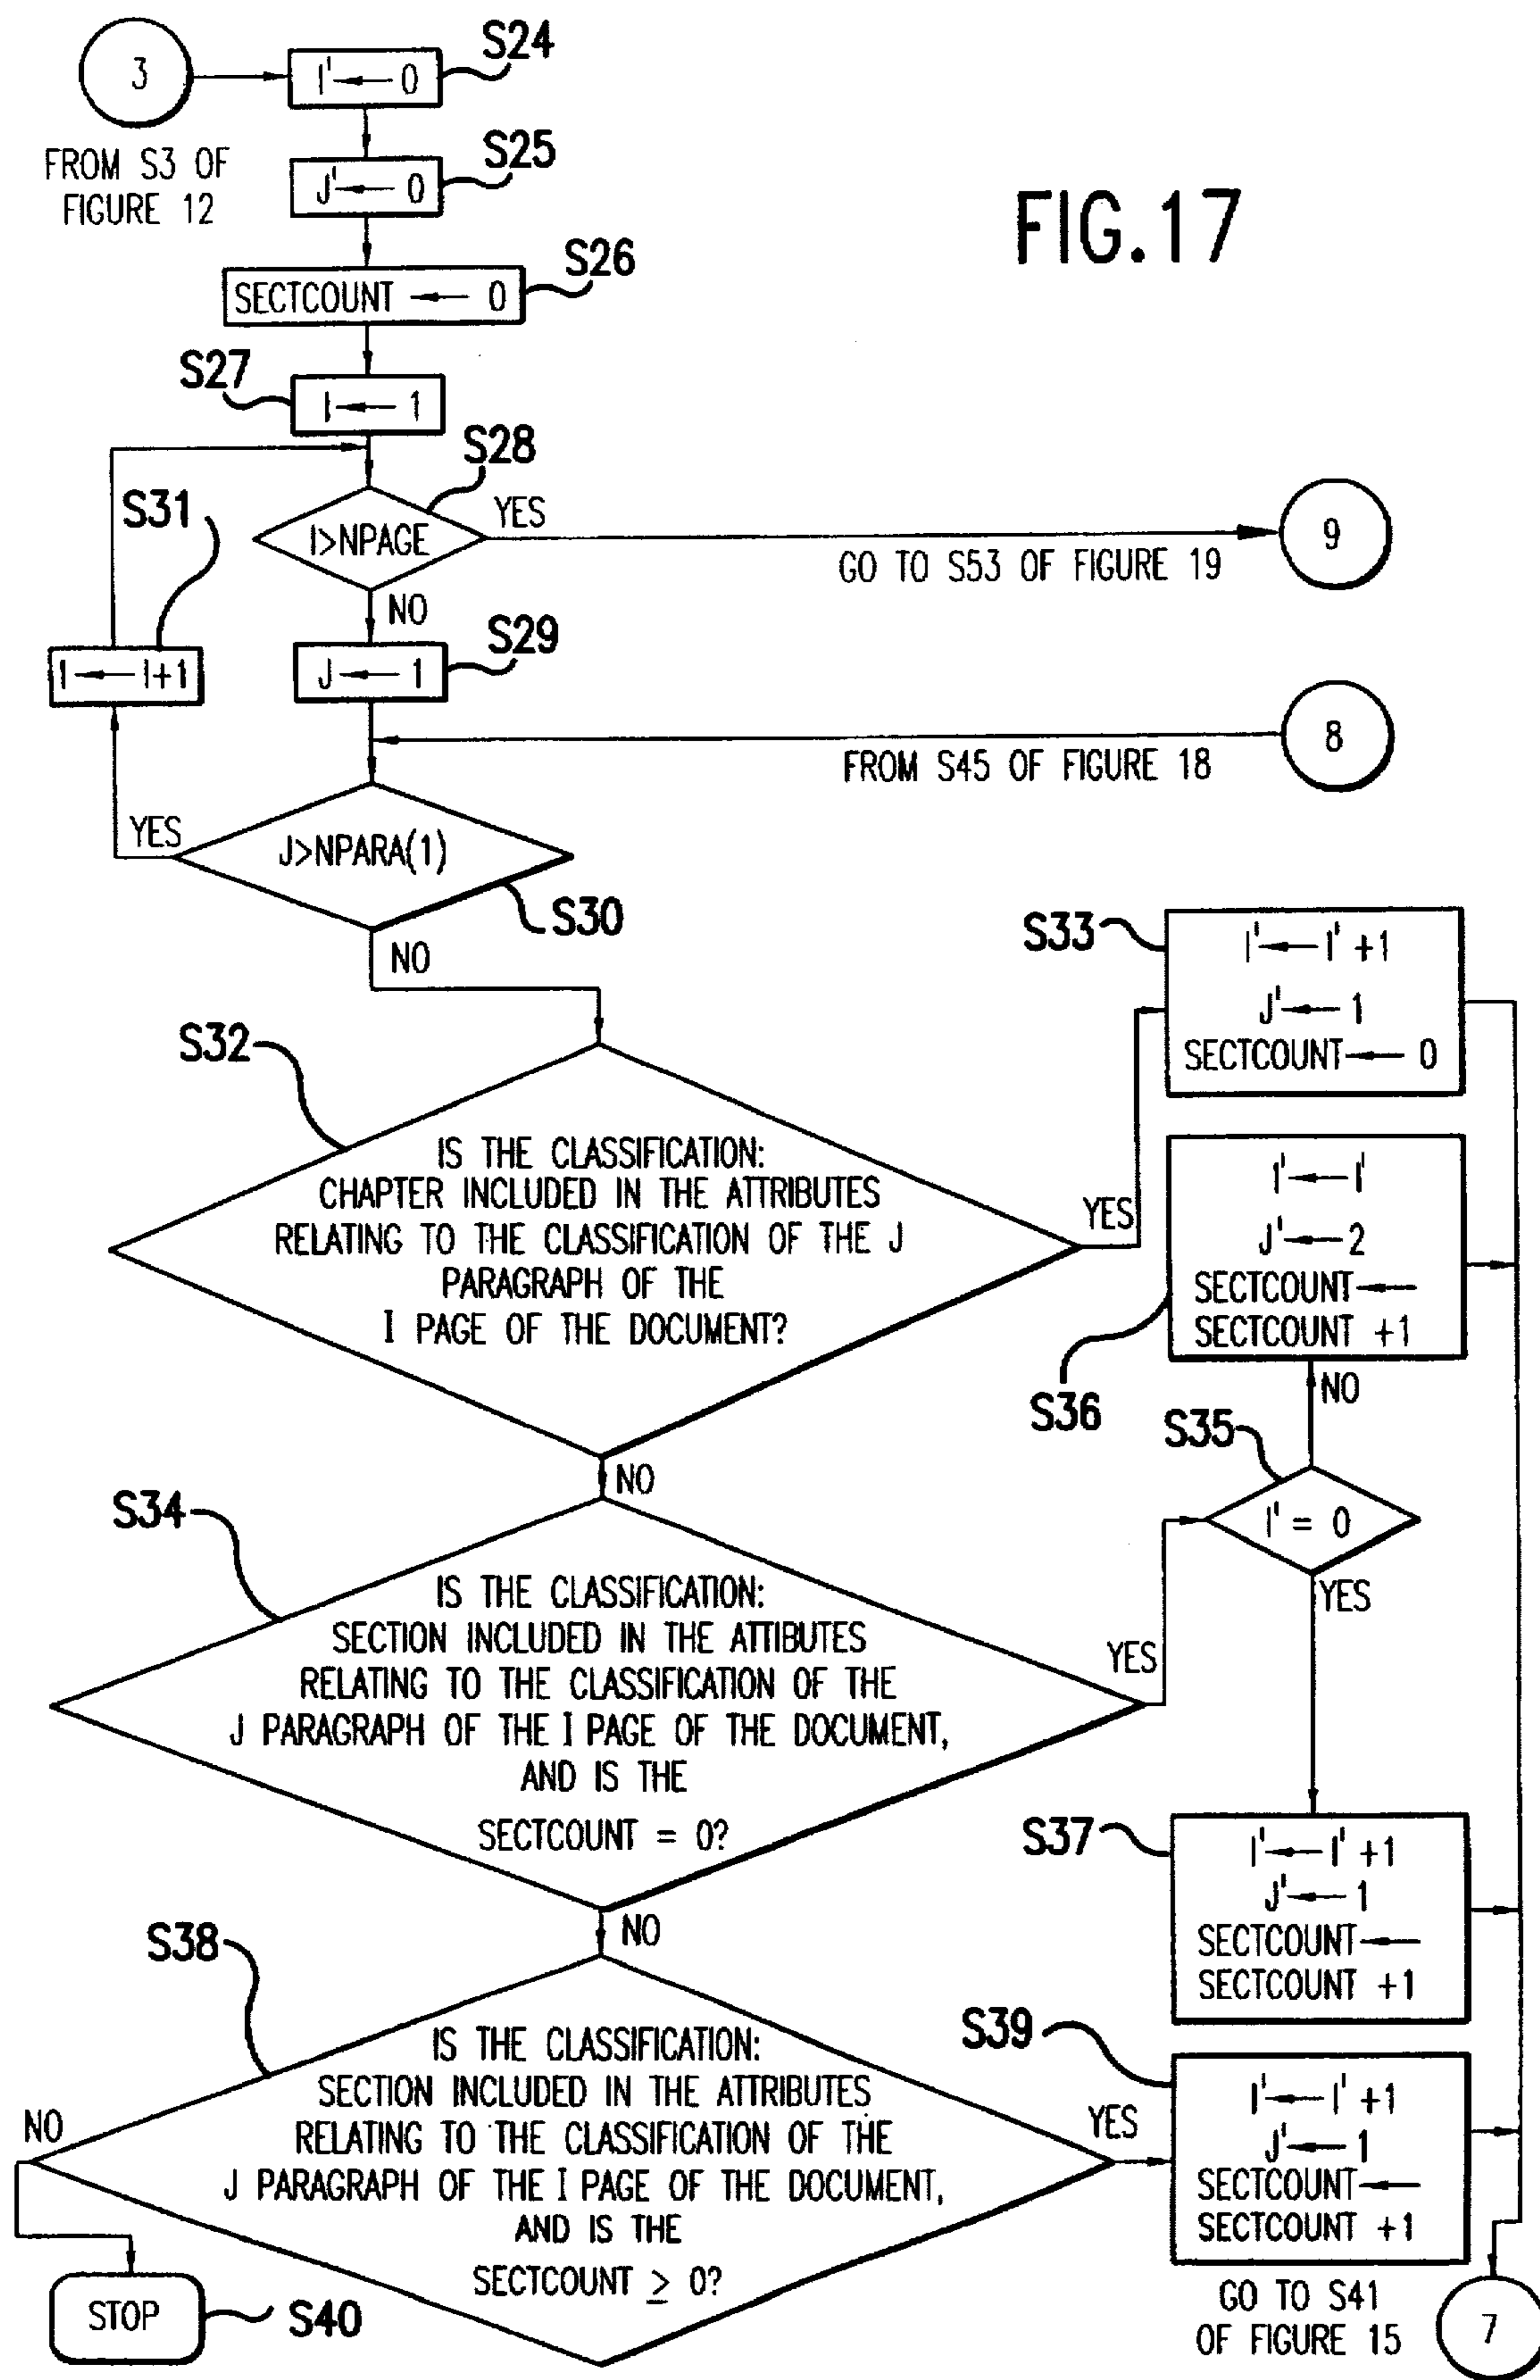 3
FROM S3 OF
FIGURE 12
S24
I' ← 0
S25
J' ← 0
FIG.17
S26
SECTCOUNT ← 0
S27
I ← 1
S28
I>NPAGE
YES
GO TO S53 OF FIGURE 19
9
NO
S31
I ← I+1
S29
J ← 1
8
FROM S45 OF FIGURE 18
YES
J>NPARA(1)
S30
NO
S32
IS THE CLASSIFICATION:
CHAPTER INCLUDED IN THE ATTRIBUTES
RELATING TO THE CLASSIFICATION OF THE J
PARAGRAPH OF THE
I PAGE OF THE DOCUMENT?
YES
S33
I' ← I' +1
J' ← 1
SECTCOUNT ← 0
I' ← I'
J' ← 2
SECTCOUNT ←
SECTCOUNT +1
S36
NO
S35
I' = 0
YES
NO
S34
IS THE CLASSIFICATION:
SECTION INCLUDED IN THE ATTIBUTES
RELATING TO THE CLASSIFICATION OF THE
J PARAGRAPH OF THE I PAGE OF THE DOCUMENT,
AND IS THE
SECTCOUNT = 0?
YES
S37
I' ← I' +1
J' ← 1
SECTCOUNT ←
SECTCOUNT +1
NO
S38
IS THE CLASSIFICATION:
SECTION INCLUDED IN THE ATTRIBUTES
RELATING TO THE CLASSIFICATION OF THE
J PARAGRAPH OF THE I PAGE OF THE DOCUMENT,
AND IS THE
SECTCOUNT ≥ 0?
YES
S39
I' ← I' +1
J' ← 1
SECTCOUNT ←
SECTCOUNT +1
NO
STOP
S40
GO TO S41
OF FIGURE 15
7